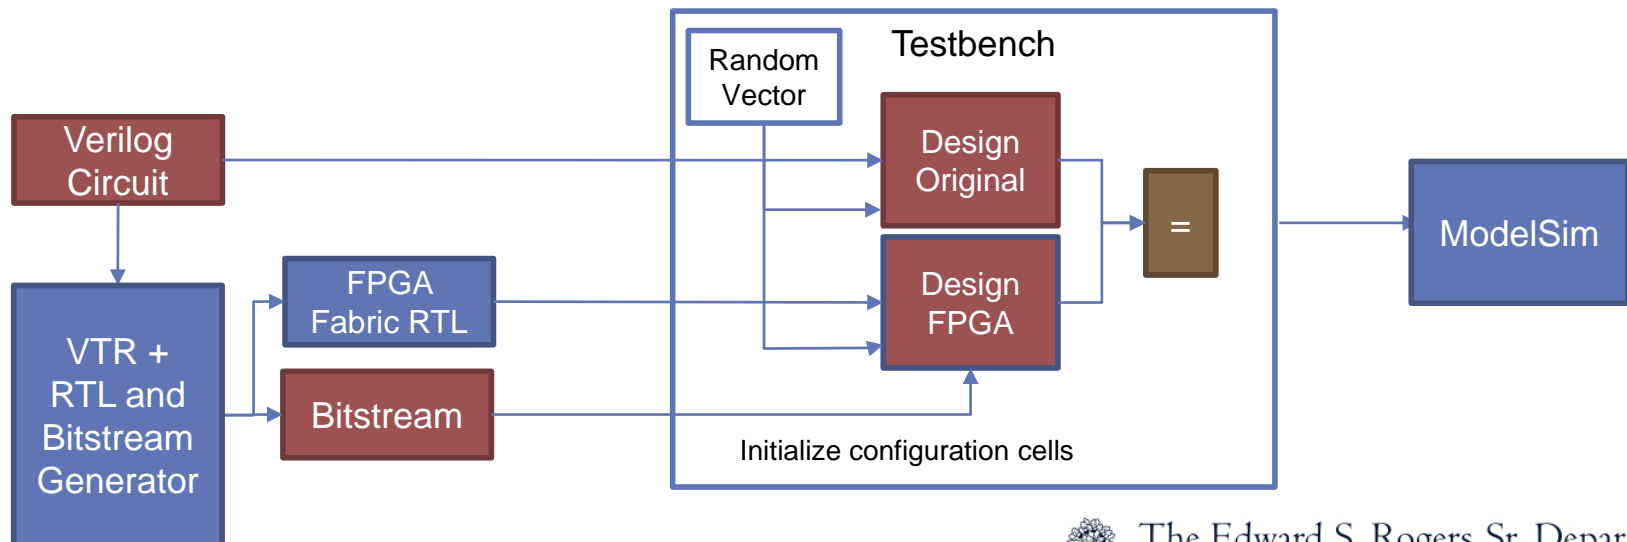 Testbench
Random
Vector
Verilog
Circuit
Design
Original
=
ModelSim
FPGA
Fabric RTL
Design
FPGA
VTR +
RTL and
Bitstream
Generator
Bitstream
Initialize configuration cells
The Edward S. Rogers Sr. Depar